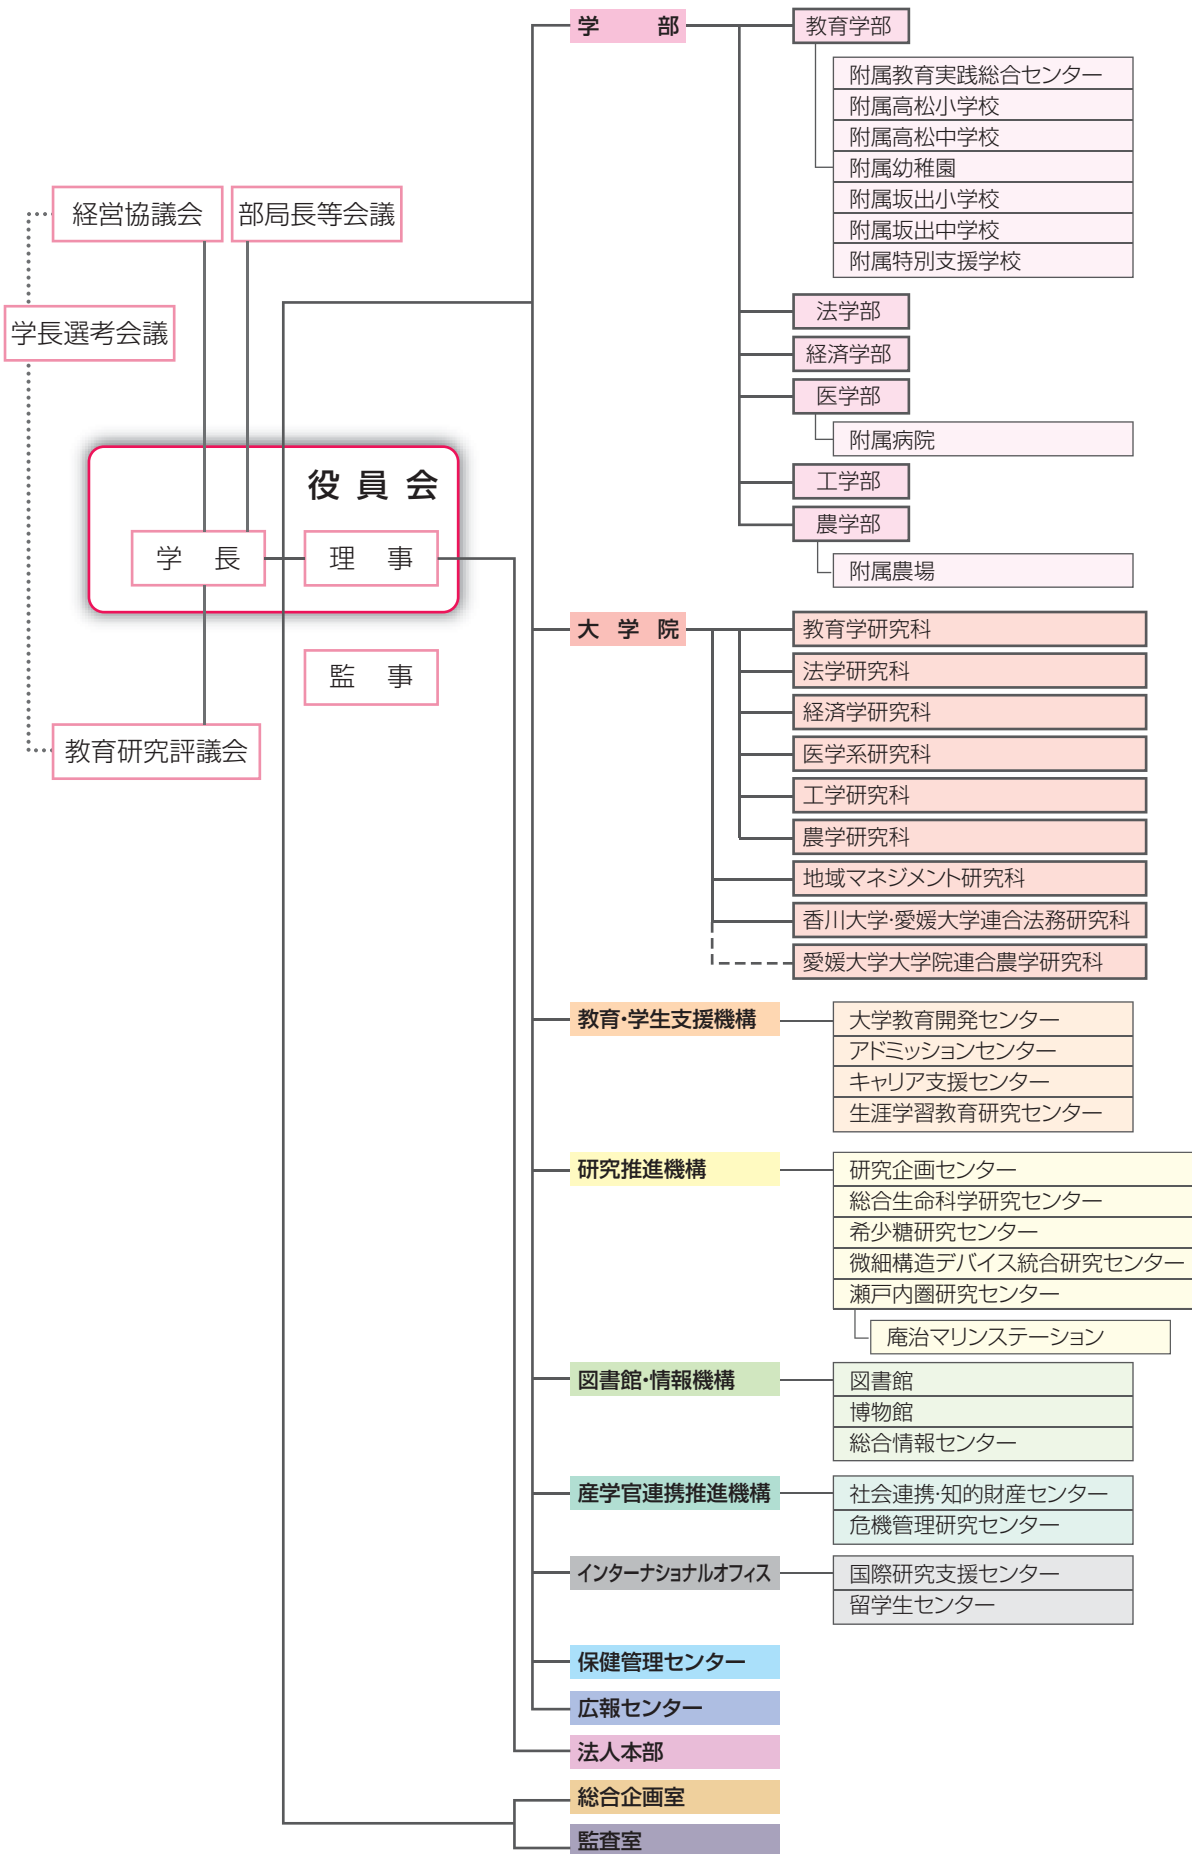 経営協議会
部局長等会議
学長選考会議
役員会
学長
理事
監事
教育研究評議会
学部
教育学部
附属教育実践総合センター
附属高松小学校
附属高松中学校
附属幼稚園
附属坂出小学校
附属坂出中学校
附属特別支援学校
法学部
経済学部
医学部
附属病院
工学部
農学部
附属農場
大学院
教育学研究科
法学研究科
経済学研究科
医学系研究科
工学研究科
農学研究科
地域マネジメント研究科
香川大学・愛媛大学連合法務研究科
愛媛大学大学院連合農学研究科
教育・学生支援機構
大学教育開発センター
アドミッションセンター
キャリア支援センター
生涯学習教育研究センター
研究推進機構
研究企画センター
総合生命科学研究センター
希少糖研究センター
微細構造デバイス統合研究センター
瀬戸内圏研究センター
庵治マリンステーション
図書館・情報機構
図書館
博物館
総合情報センター
産学官連携推進機構
社会連携・知的財産センター
危機管理研究センター
インターナショナルオフィス
国際研究支援センター
留学生センター
保健管理センター
広報センター
法人本部
総合企画室
監査室